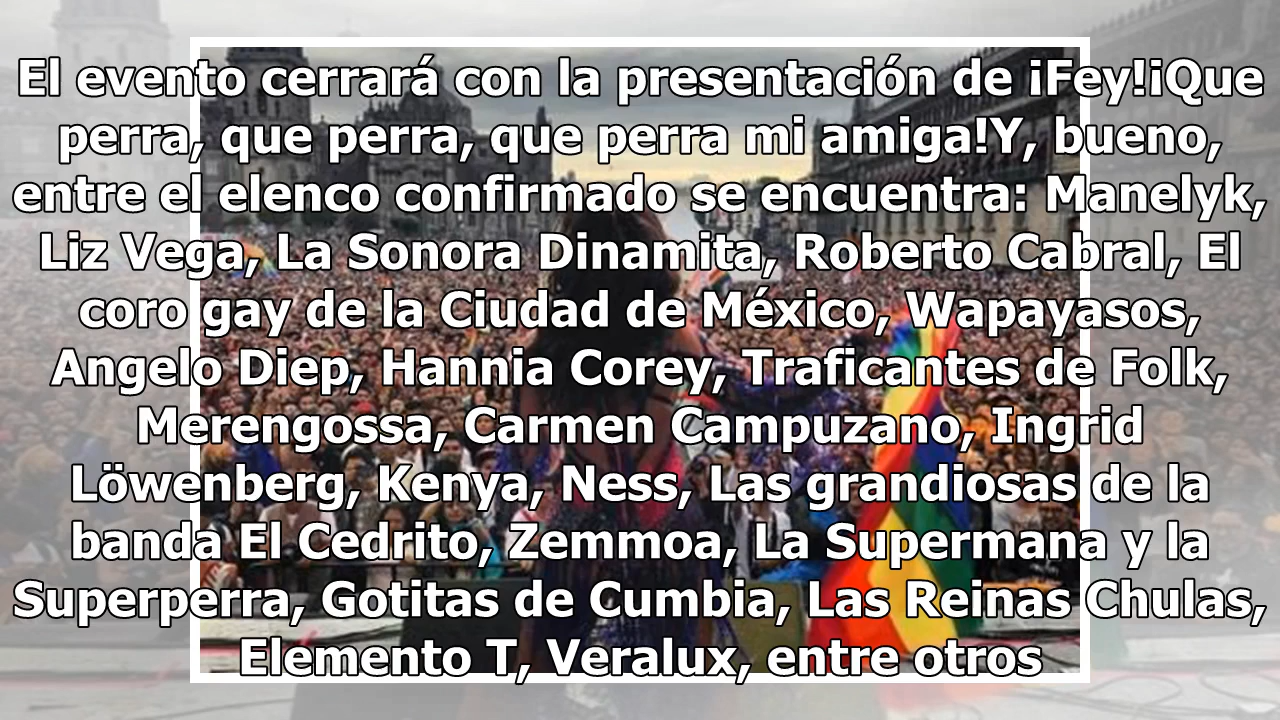 El evento cerrará con la presentación de ¡Fey!¡Que
perra, que perra, que perra mi amiga!Y, bueno,
entre el elenco confirmado se encuentra: Manelyk,
Liz Vega, La Sonora Dinamita, Roberto Cabral, El
coro gay de la Ciudad de México, Wapayasos,
Angelo Diep, Hannia Corey, Traficantes de Folk,
Merengossa, Carmen Campuzano, Ingrid
Löwenberg, Kenya, Ness, Las grandiosas de la
banda El Cedrito, Zemmoa, La Supermana y la
Superperra, Gotitas de Cumbia, Las Reinas Chulas,
Elemento T, Veralux, entre otros